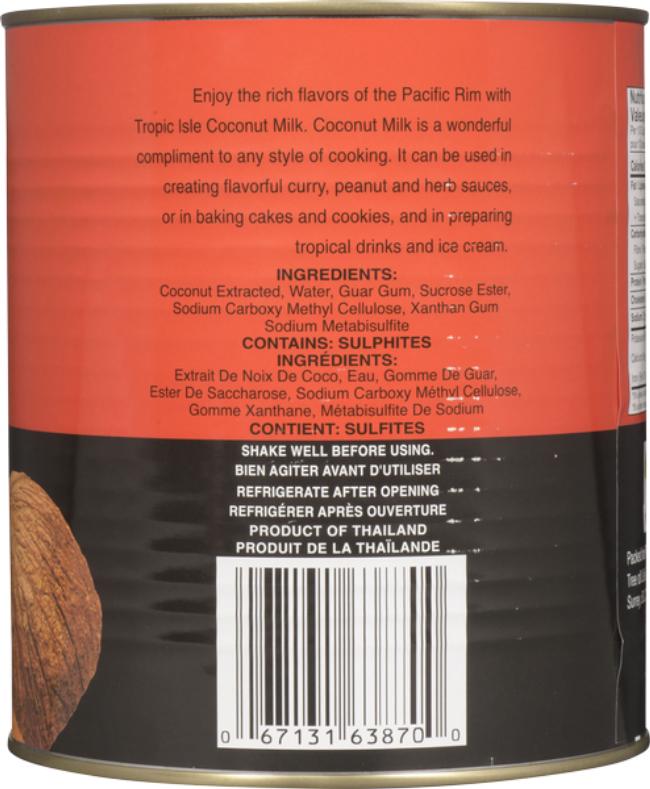 Enjoy the rich flavors of the Pacific Rim with
Tropic Isle Coconut Milk. Coconut Milk is a wonderful
compliment to any style of cooking. It can be used in
creating flavorful curry, peanut and herb sauces,
or in baking cakes and cookies, and in preparing
tropical drinks and ice cream.
INGREDIENTS:
Coconut Extracted, Water, Guar Gum, Sucrose Ester,
Sodium Carboxy Methyl Cellulose, Xanthan Gum
Sodium Metabisulfite
CONTAINS: SULPHITES
INGRÉDIENTS:
Extrait De Noix De Coco, Eau, Gomme De Guar,
Ester De Saccharose, Sodium Carboxy Méthyl Cellulose,
Gomme Xanthane, Métabisulfite De Sodium
CONTIENT: SULFITES
SHAKE WELL BEFORE USING.
BIEN AGITER AVANT D'UTILISER
REFRIGERATE AFTER OPENING
REFRIGÉRER APRÈS OUVERTURE
PRODUCT OF THAILAND
PRODUIT DE LA THAÏLANDE
0 67131 63870 0